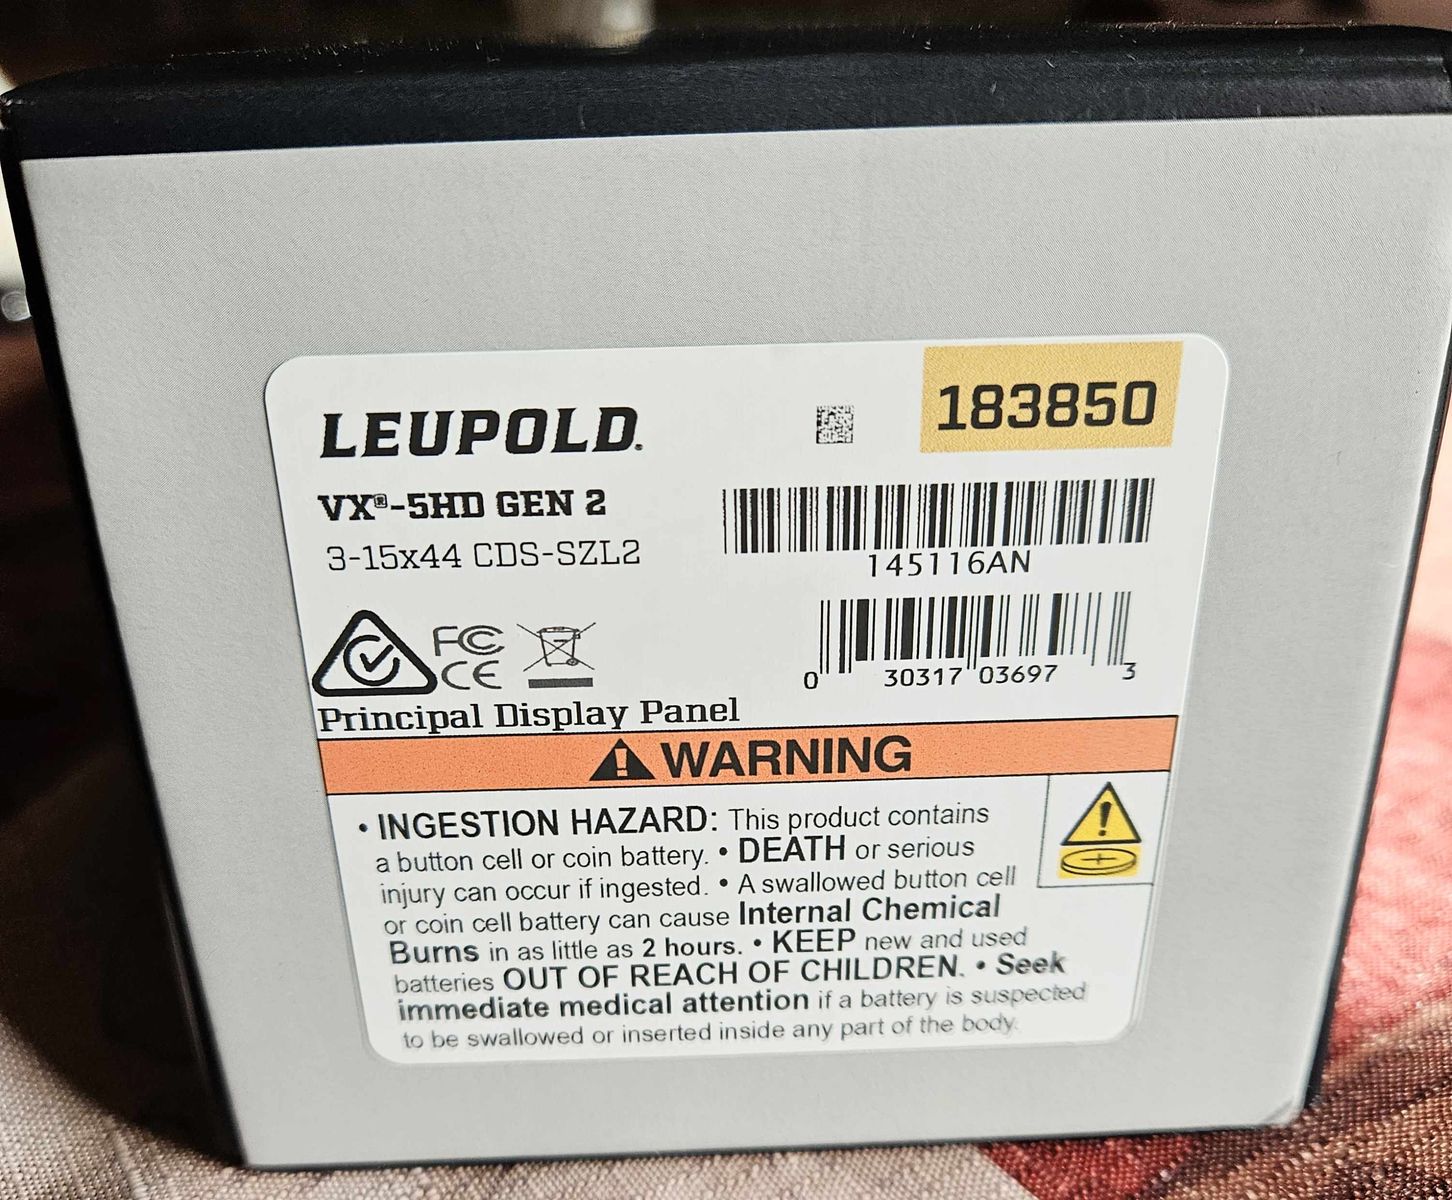 LEUPOLD®
183850
VX®-5HD GEN 2
3-15x44 CDS-SZL2
145116AN
0 30317 03697 3
FC
CE
Principal Display Panel
WARNING
• INGESTION HAZARD: This product contains
a button cell or coin battery. • DEATH or serious
injury can occur if ingested. • A swallowed button cell
or coin cell battery can cause Internal Chemical
Burns in as little as 2 hours. • KEEP new and used
batteries OUT OF REACH OF CHILDREN. • Seek
immediate medical attention if a battery is suspected
to be swallowed or inserted inside any part of the body.